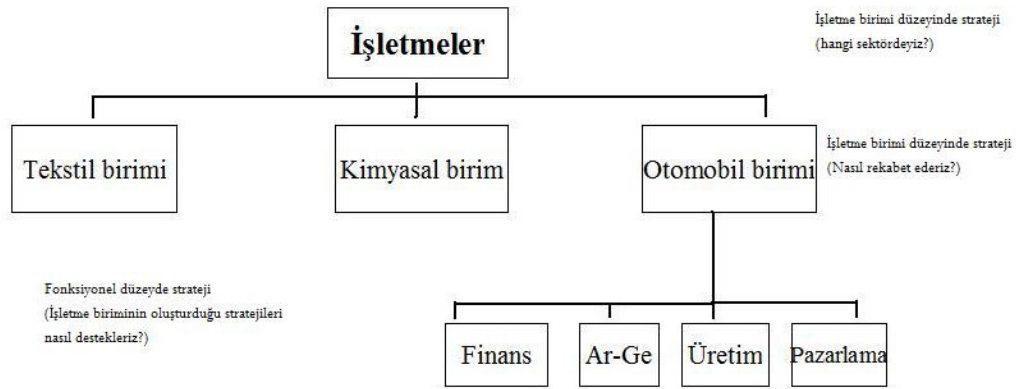 İşletme birimi düzeyinde strateji
(hangi sektördeyiz?)
İşletmeler
Tekstil birimi
Kimyasal birim
Otomobil birimi
İşletme birimi düzeyinde strateji
(Nasıl rekabet ederiz?)
Fonksiyonel düzeyde strateji
(İşletme biriminin oluşturduğu stratejileri
nasıl destekleriz?)
Finans
Ar-Ge
Üretim
Pazarlama